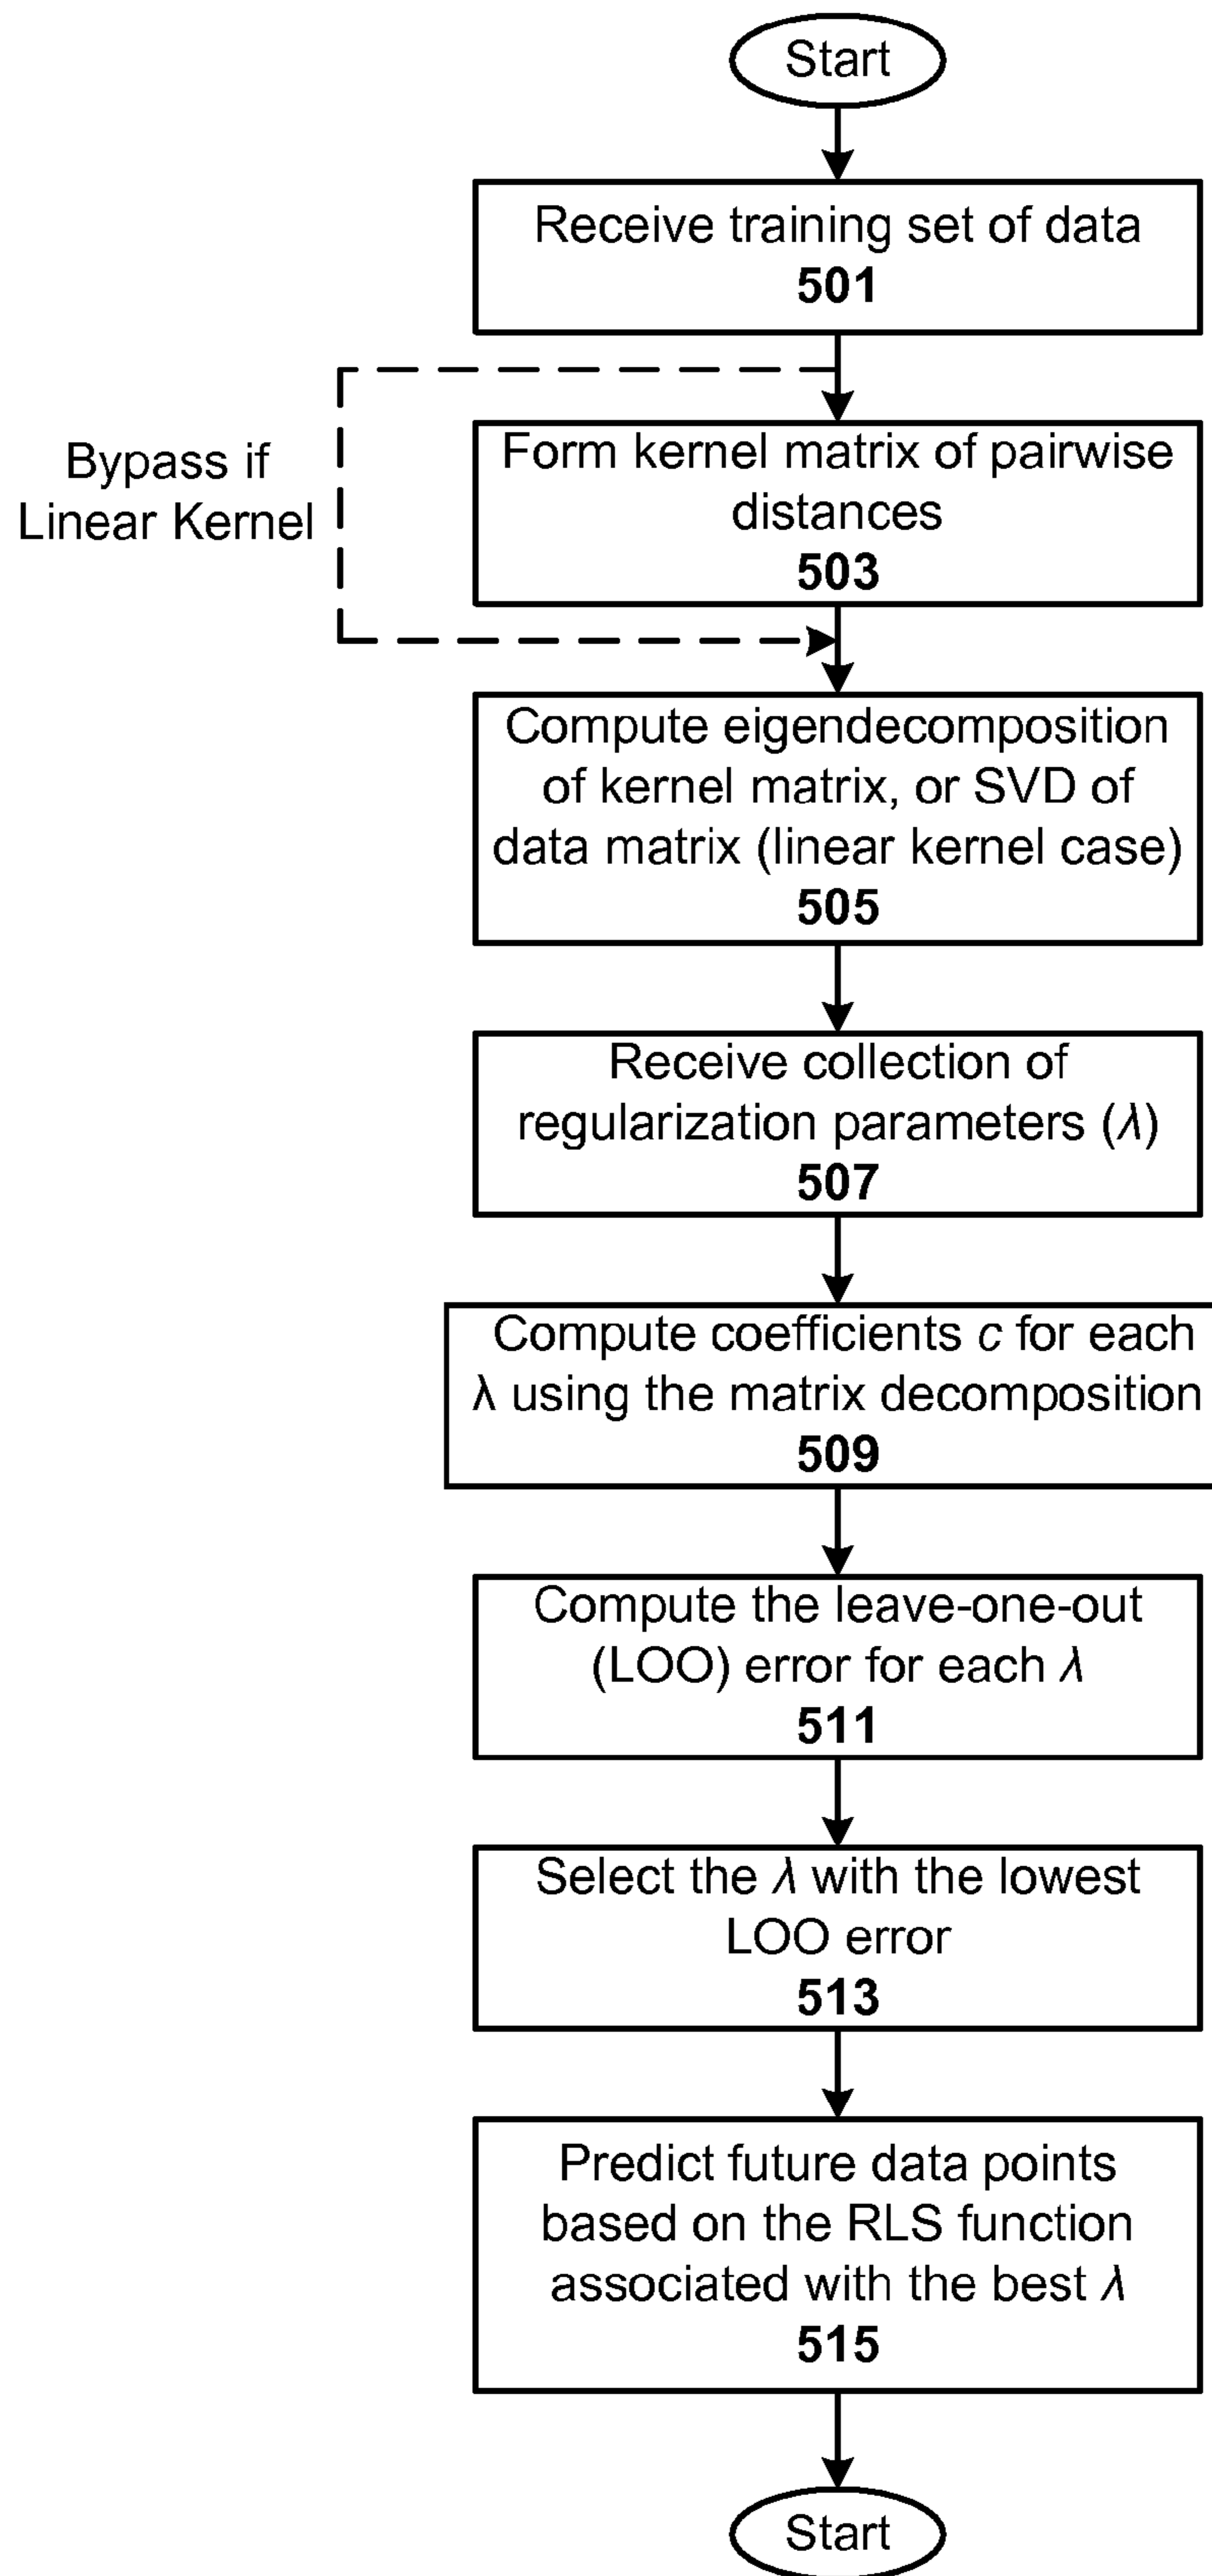 Start
Receive training set of data
501
Bypass if
Linear Kernel
Form kernel matrix of pairwise
distances
503
Compute eigendecomposition
of kernel matrix, or SVD of
data matrix (linear kernel case)
505
Receive collection of
regularization parameters (λ)
507
Compute coefficients c for each
λ using the matrix decomposition
509
Compute the leave-one-out
(LOO) error for each λ
511
Select the λ with the lowest
LOO error
513
Predict future data points
based on the RLS function
associated with the best λ
515
Start